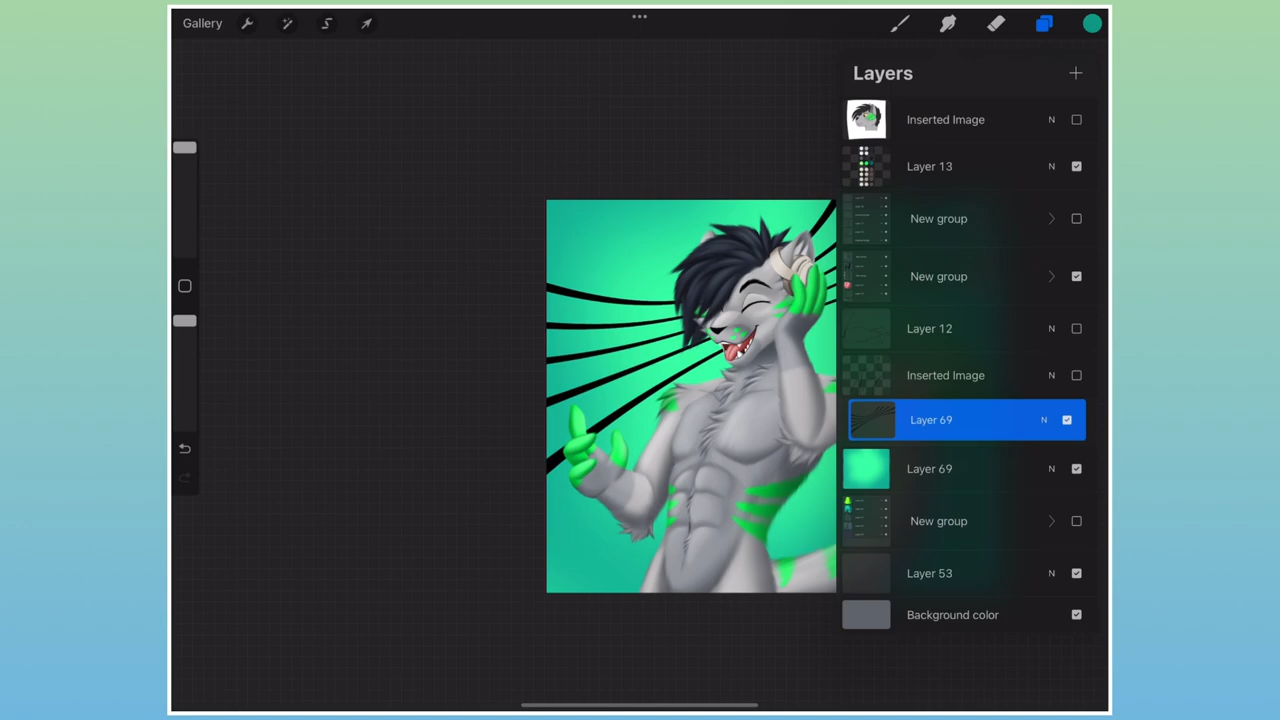 Gallery
Layers
Inserted Image N
Layer 13 N
New group
New group
Layer 12 N
Inserted Image N
Layer 69 N
Layer 69 N
New group
Layer 53 N
Background color